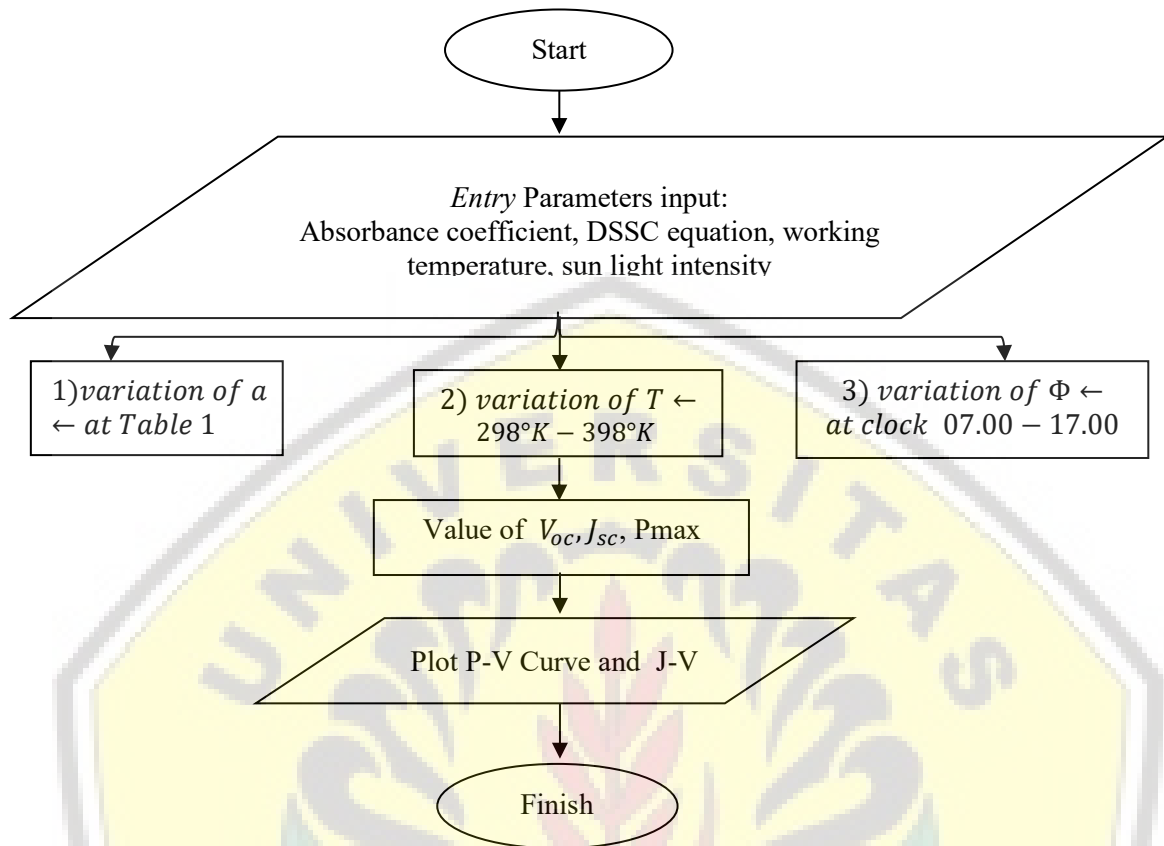 Start
Entry Parameters input:
Absorbance coefficient, DSSC equation, working
temperature, sun light intensity
1)variation of a
← at Table 1
2) variation of T ←
298°K − 398°K
3) variation of Φ ←
at clock 07.00 − 17.00
Value of V_oc, J_sc, Pmax
Plot P-V Curve and J-V
Finish
UNIVERSITAS